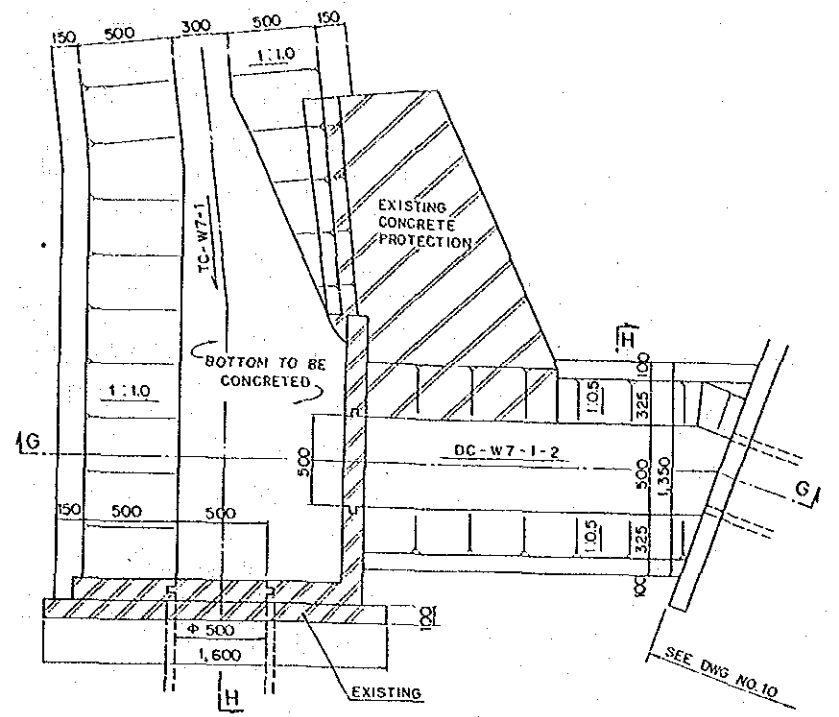 150 500 300 500 150
1:1.0
TC-W7-1
EXISTING
CONCRETE
PROTECTION
H
BOTTOM TO BE
CONCRETED
1:1.0
100
1:0.5
325
G
500
DC-W7-1-2
500
1,350
G
150 500 500
1:0.5
325
100
100
Φ 500
1,600
EXISTING
H
SEE DWG NO.10